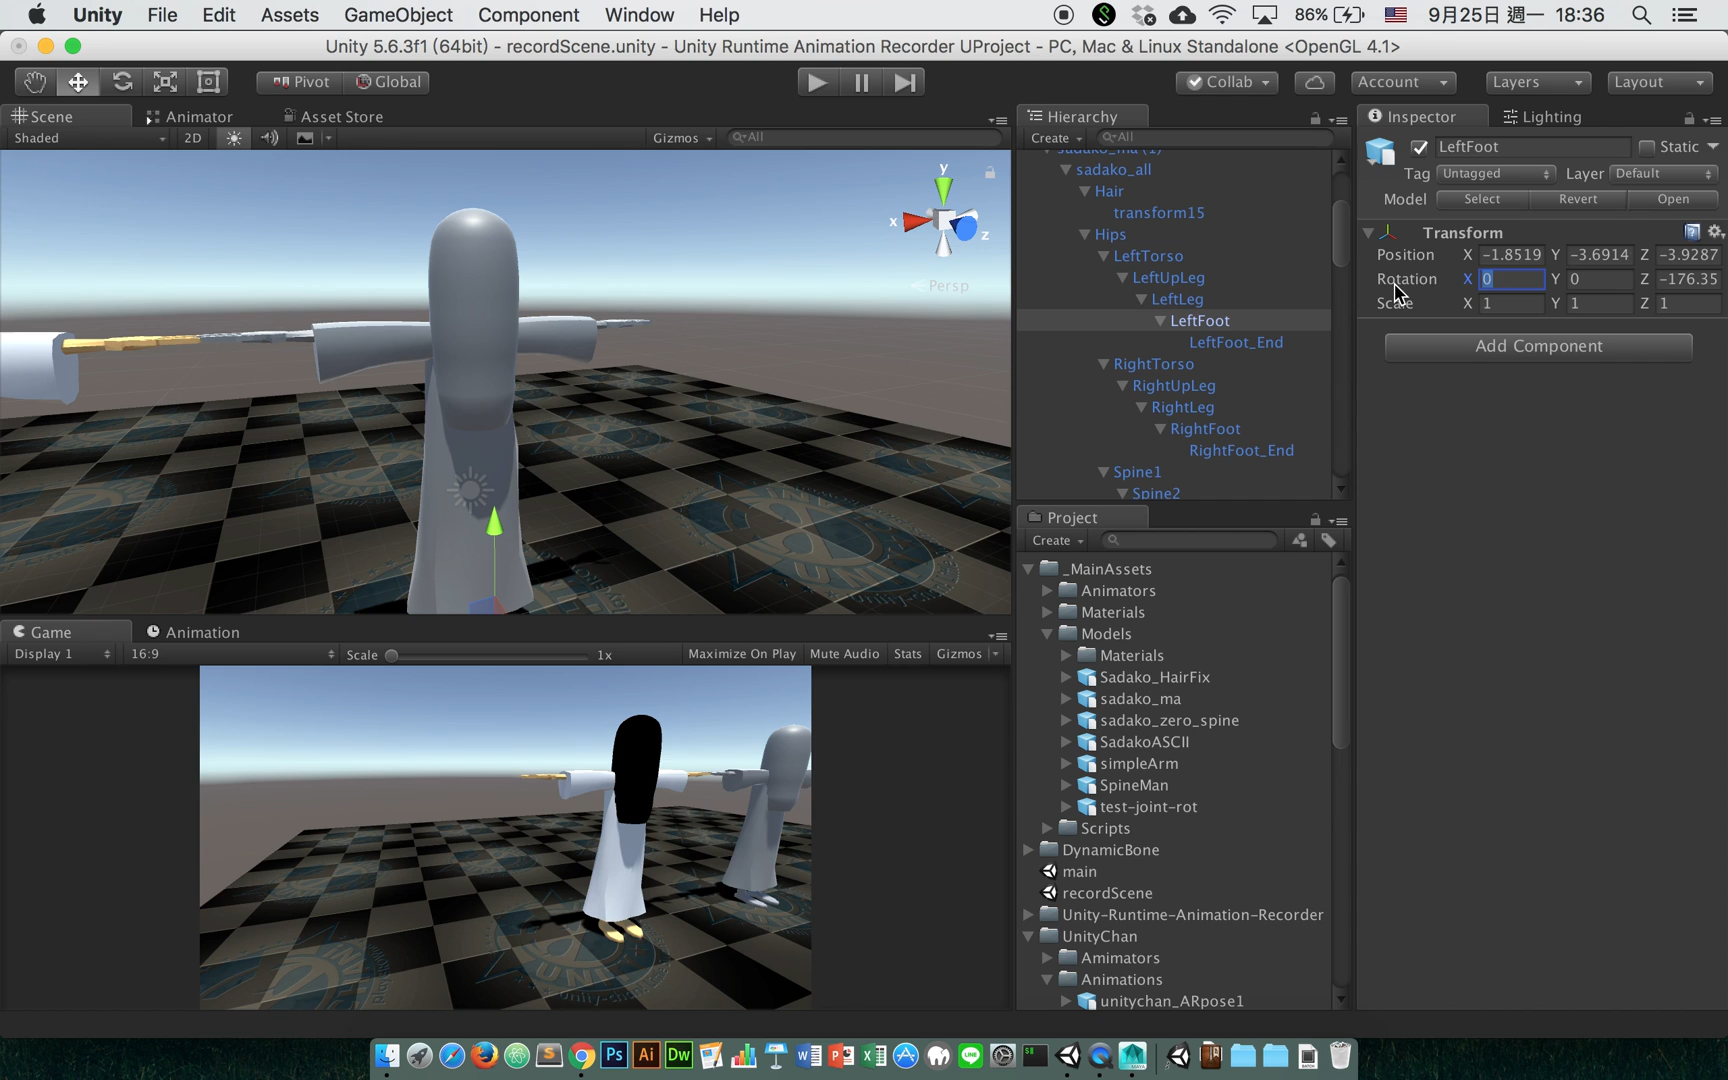 Unity File Edit Assets GameObject Component Window Help 86% 9月25日 週一 18:36
Unity 5.6.3f1 (64bit) - recordScene.unity - Unity Runtime Animation Recorder UProject - PC, Mac & Linux Standalone <OpenGL 4.1>
Pivot Global Collab Account Layers Layout
Scene Animator Asset Store
Shaded 2D Gizmos All
y
x
z
Persp
Game Animation
Display 1 16:9 Scale 1x Maximize On Play Mute Audio Stats Gizmos
Hierarchy
Create All
sadako_ma (1)
sadako_all
Hair
transform15
Hips
LeftTorso
LeftUpLeg
LeftLeg
LeftFoot
LeftFoot_End
RightTorso
RightUpLeg
RightLeg
RightFoot
RightFoot_End
Spine1
Spine2
Project
Create
_MainAssets
Animators
Materials
Models
Materials
Sadako_HairFix
sadako_ma
sadako_zero_spine
SadakoASCII
simpleArm
SpineMan
test-joint-rot
Scripts
DynamicBone
main
recordScene
Unity-Runtime-Animation-Recorder
UnityChan
Amimators
Animations
unitychan_ARpose1
Inspector Lighting
LeftFoot Static
Tag Untagged Layer Default
Model Select Revert Open
Transform
Position X -1.8519 Y -3.6914 Z -3.9287
Rotation X 0 Y 0 Z -176.35
Scale X 1 Y 1 Z 1
Add Component
Ps Ai Dw